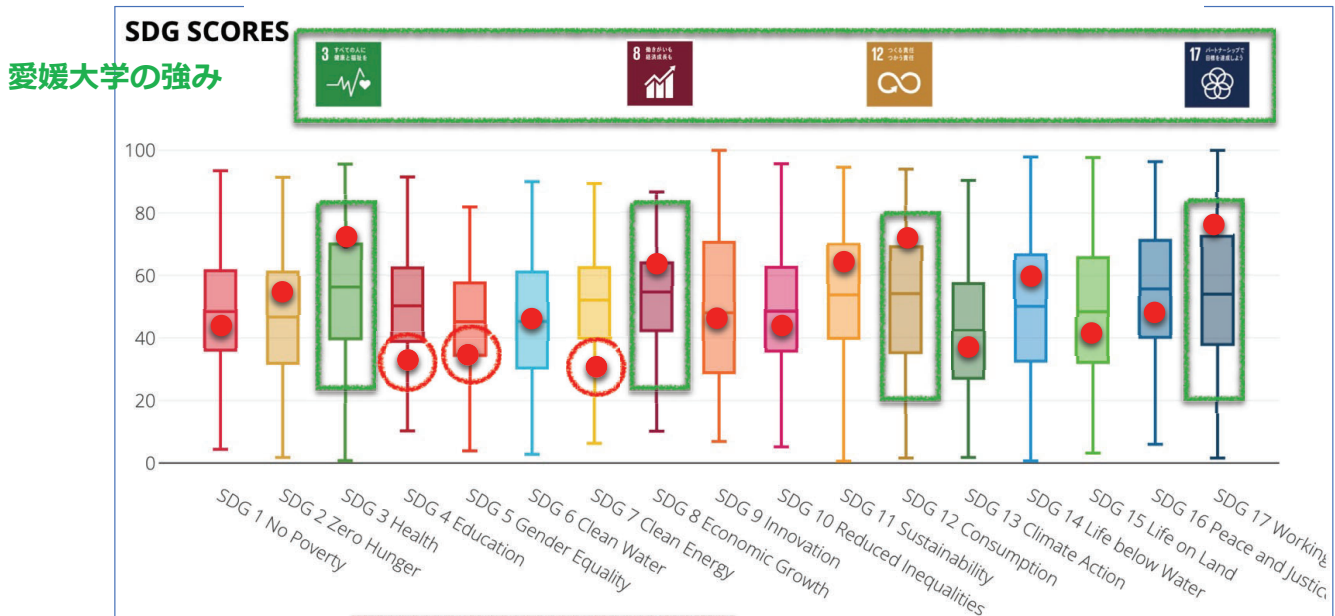 SDG SCORES
愛媛大学の強み
3 すべての人に
健康と福祉を
8 働きがいも
経済成長も
12 つくる責任
つかう責任
17 パートナーシップで
目標を達成しよう
100
80
60
40
20
0
SDG 1 No Poverty
SDG 2 Zero Hunger
SDG 3 Health
SDG 4 Education
SDG 5 Gender Equality
SDG 6 Clean Water
SDG 7 Clean Energy
SDG 8 Economic Growth
SDG 9 Innovation
SDG 10 Reduced Inequalities
SDG 11 Sustainability
SDG 12 Consumption
SDG 13 Climate Action
SDG 14 Life below Water
SDG 15 Life on Land
SDG 16 Peace and Justic
SDG 17 Working